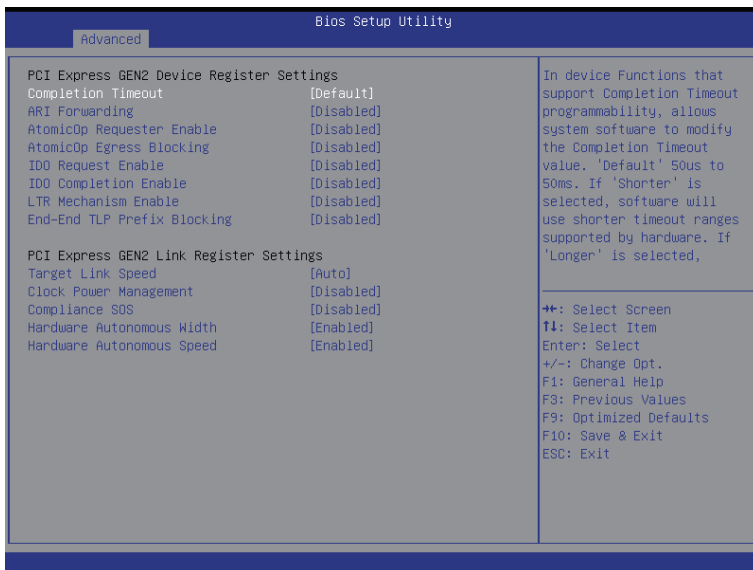 Bios Setup Utility
Advanced
PCI Express GEN2 Device Register Settings
Completion Timeout [Default]
ARI Forwarding [Disabled]
AtomicOp Requester Enable [Disabled]
AtomicOp Egress Blocking [Disabled]
IDO Request Enable [Disabled]
IDO Completion Enable [Disabled]
LTR Mechanism Enable [Disabled]
End-End TLP Prefix Blocking [Disabled]
PCI Express GEN2 Link Register Settings
Target Link Speed [Auto]
Clock Power Management [Disabled]
Compliance SOS [Disabled]
Hardware Autonomous Width [Enabled]
Hardware Autonomous Speed [Enabled]
In device Functions that
support Completion Timeout
programmability, allows
system software to modify
the Completion Timeout
value. 'Default' 50us to
50ms. If 'Shorter' is
selected, software will
use shorter timeout ranges
supported by hardware. If
'Longer' is selected,
→←: Select Screen
↑↓: Select Item
Enter: Select
+/-: Change Opt.
F1: General Help
F3: Previous Values
F9: Optimized Defaults
F10: Save & Exit
ESC: Exit